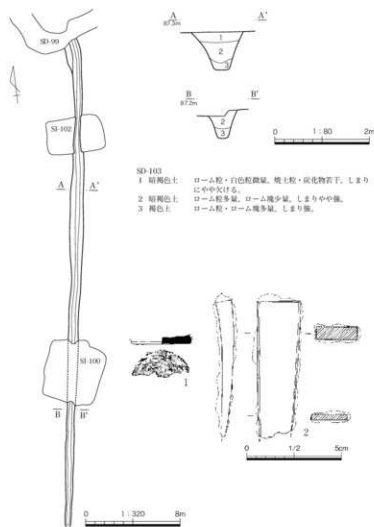 SD-99
A
87.3m
A'
1
2
3
B
87.2m
B'
2
3
0 1:80 2m
SI-102
A
A'
SD-103
1 暗褐色土 ローム粒・白色粒微量、焼土粒・炭化物若干、しまり
にやや欠ける。
2 暗褐色土 ローム粒多量、ローム塊少量、しまりやや強。
3 褐色土 ローム粒・ローム塊多量、しまり強。
SI-100
B
B'
1
2
0 1/2 5cm
0 1:320 8m